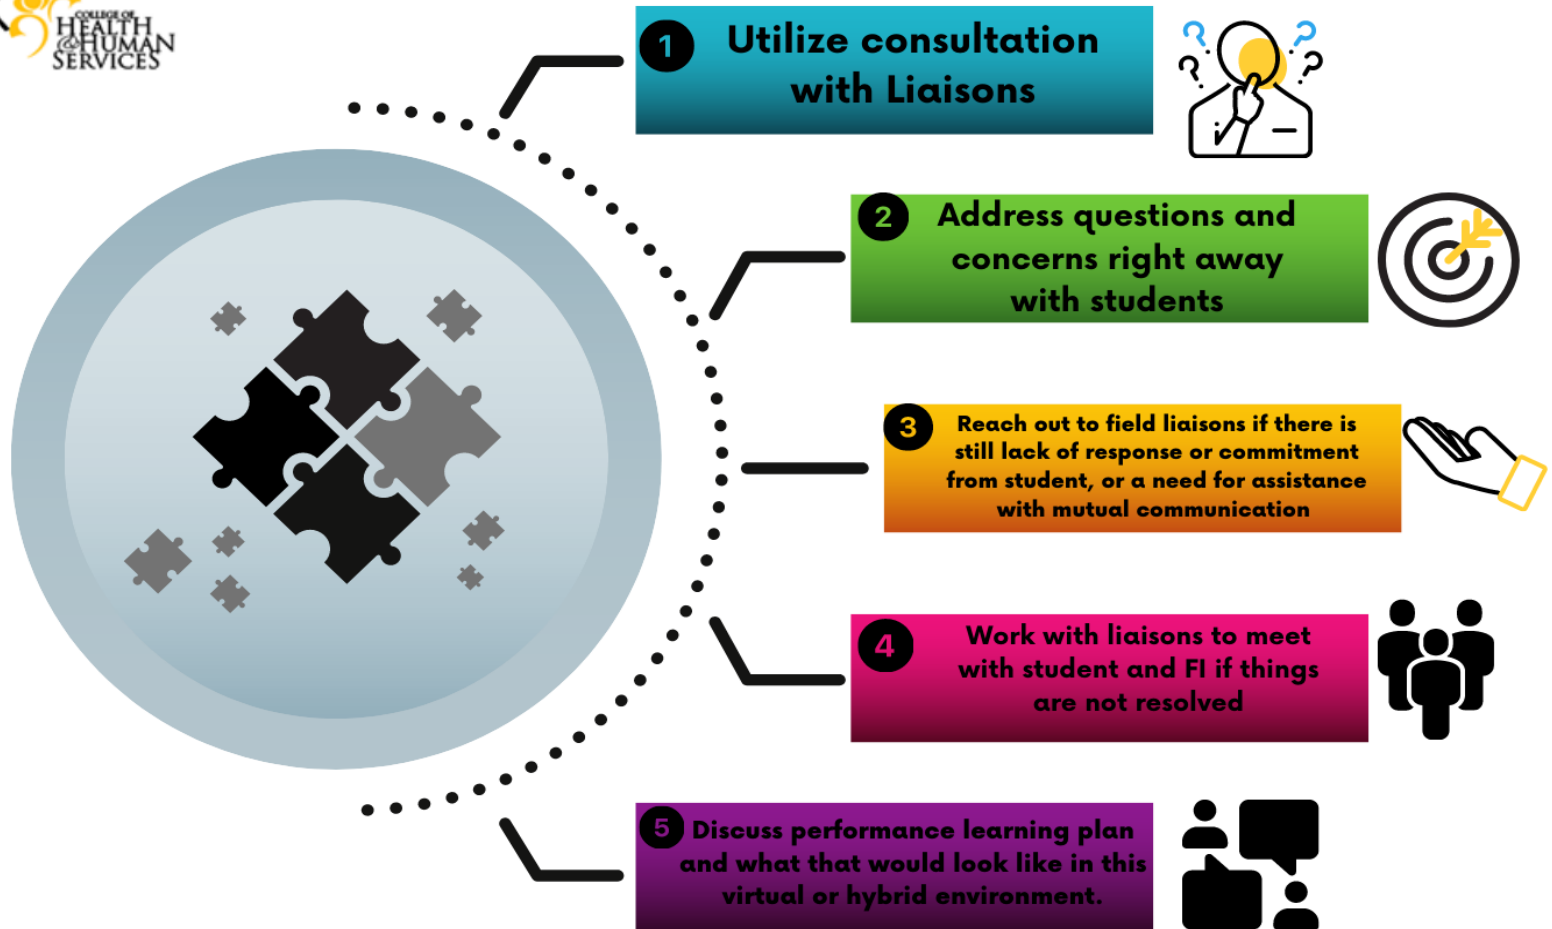 COLLEGE OF
HEALTH
&HUMAN
SERVICES
1
Utilize consultation
with Liaisons
2
Address questions and
concerns right away
with students
3
Reach out to field liaisons if there is
still lack of response or commitment
from student, or a need for assistance
with mutual communication
4
Work with liaisons to meet
with student and FI if things
are not resolved
5
Discuss performance learning plan
and what that would look like in this
virtual or hybrid environment.